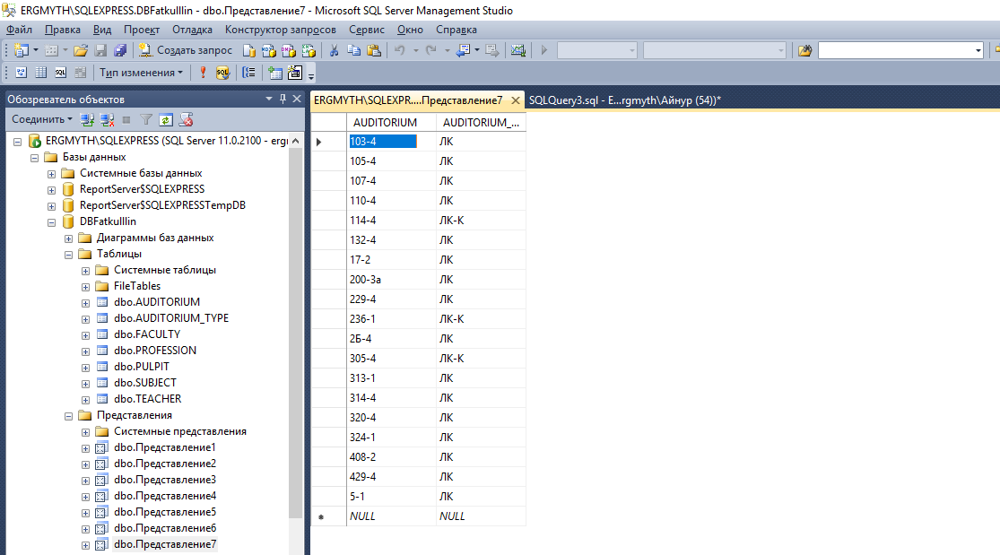 ERGMYTH\SQLEXPRESS.DBFatkulllin - dbo.Представление7 - Microsoft SQL Server Management Studio
Файл Правка Вид Проект Отладка Конструктор запросов Сервис Окно Справка
Создать запрос
Тип изменения
Обозреватель объектов
Соединить
ERGMYTH\SQLEXPRESS (SQL Server 11.0.2100 - ergr
Базы данных
Системные базы данных
ReportServer$SQLEXPRESS
ReportServer$SQLEXPRESSTempDB
DBFatkulllin
Диаграммы баз данных
Таблицы
Системные таблицы
FileTables
dbo.AUDITORIUM
dbo.AUDITORIUM_TYPE
dbo.FACULTY
dbo.PROFESSION
dbo.PULPIT
dbo.SUBJECT
dbo.TEACHER
Представления
Системные представления
dbo.Представление1
dbo.Представление2
dbo.Представление3
dbo.Представление4
dbo.Представление5
dbo.Представление6
dbo.Представление7
ERGMYTH\SQLEXPR....Представление7 SQLQuery3.sql - E...rgmyth\Айнур (54))*
AUDITORIUM AUDITORIUM_...
103-4 ЛК
105-4 ЛК
107-4 ЛК
110-4 ЛК
114-4 ЛК-К
132-4 ЛК
17-2 ЛК
200-3а ЛК
229-4 ЛК
236-1 ЛК-К
2Б-4 ЛК
305-4 ЛК-К
313-1 ЛК
314-4 ЛК
320-4 ЛК
324-1 ЛК
408-2 ЛК
429-4 ЛК
5-1 ЛК
NULL NULL